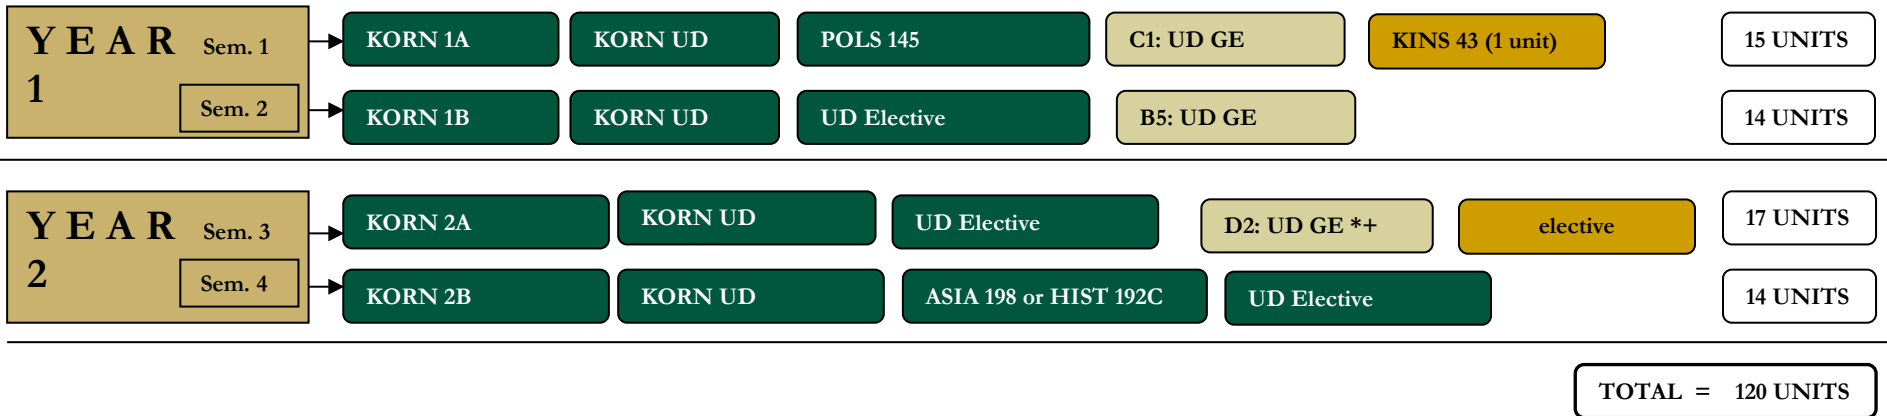 YEAR Sem. 1 KORN 1A KORN UD POLS 145 C1: UD GE KINS 43 (1 unit) 15 UNITS
1
Sem. 2 KORN 1B KORN UD UD Elective B5: UD GE 14 UNITS
YEAR Sem. 3 KORN 2A KORN UD UD Elective D2: UD GE *+ elective 17 UNITS
2
Sem. 4 KORN 2B KORN UD ASIA 198 or HIST 192C UD Elective 14 UNITS
TOTAL = 120 UNITS